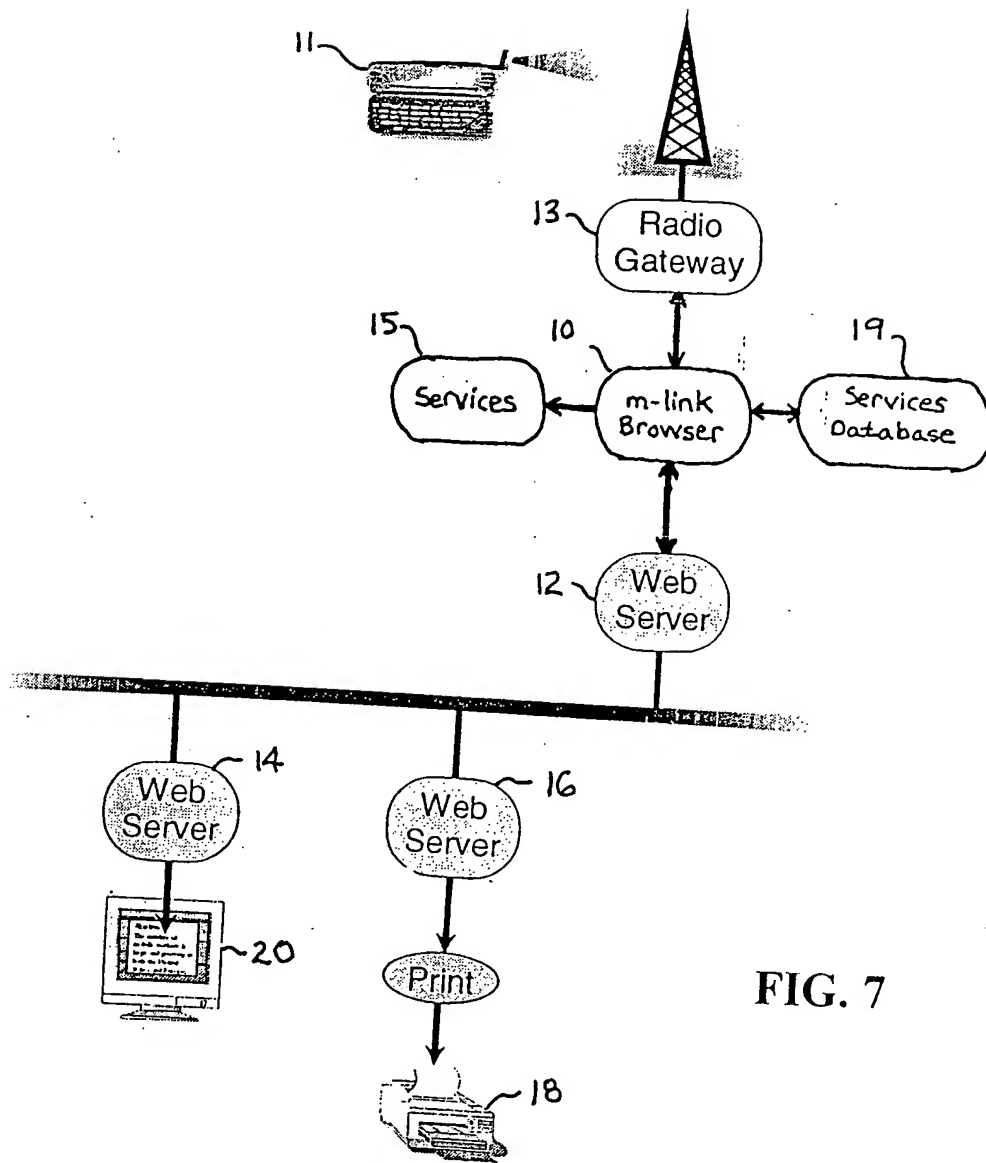 11
13
Radio
Gateway
15
10
19
Services
m-link
Browser
Services
Database
12
Web
Server
14
Web
Server
16
Web
Server
20
Print
18
FIG. 7